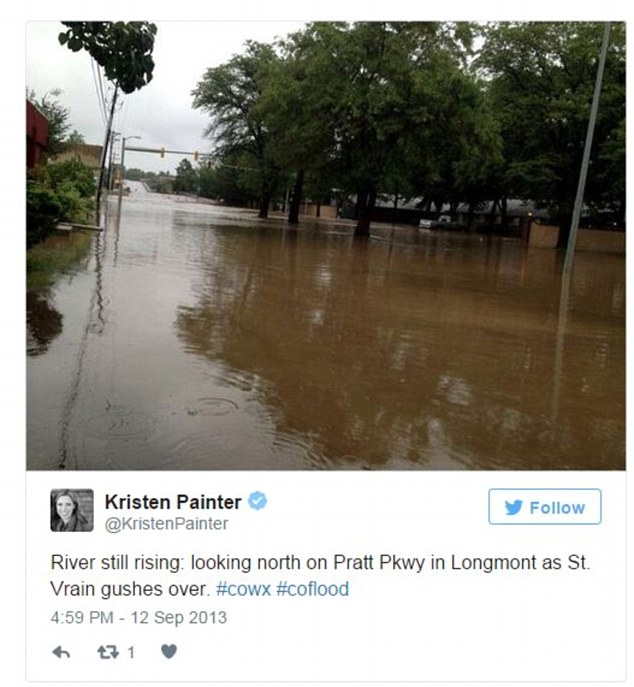 Kristen Painter
@KristenPainter
Follow
River still rising: looking north on Pratt Pkwy in Longmont as St.
Vrain gushes over. #cowx #coflood
4:59 PM - 12 Sep 2013
1